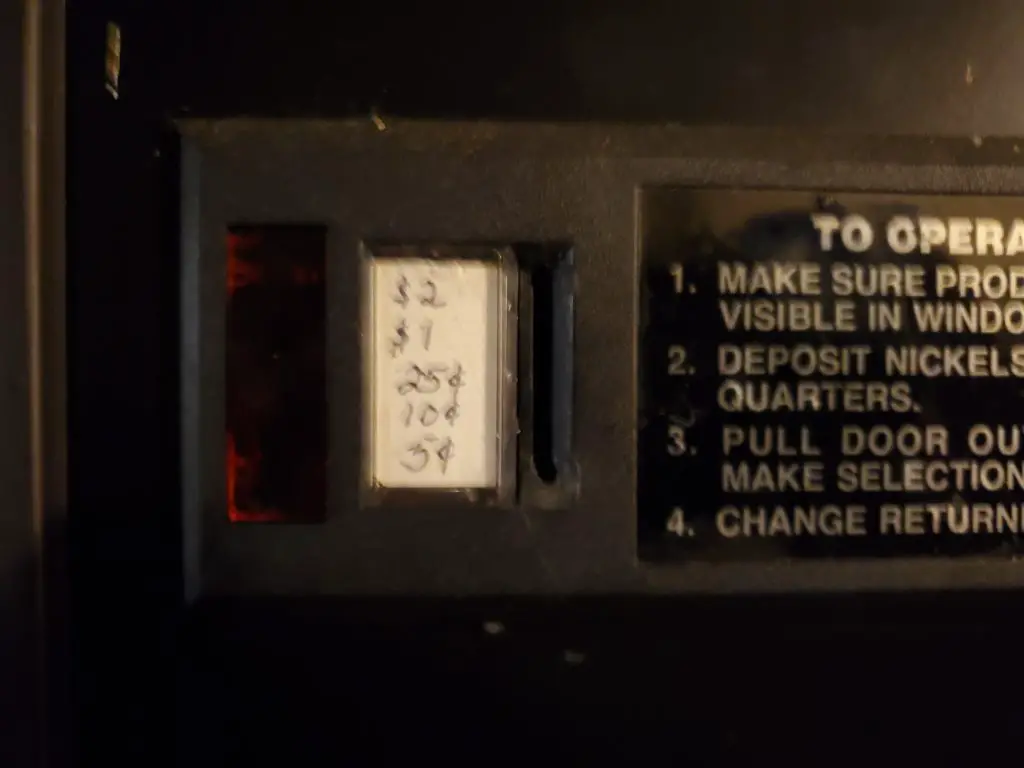 $2
$1
25¢
10¢
5¢
TO OPERA
1. MAKE SURE PROD
VISIBLE IN WINDO
2. DEPOSIT NICKELS
QUARTERS.
3. PULL DOOR OU
MAKE SELECTION
4. CHANGE RETURN